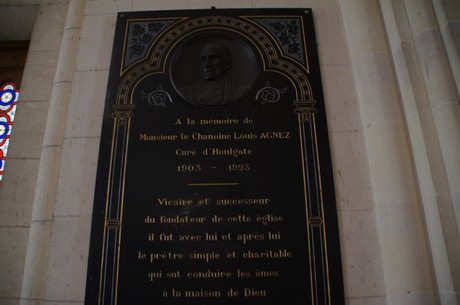 A la mémoire de
Monsieur le Chanoine Louis AGNEZ
Curé d'Houlgate
1903 - 1923
Vicaire et successeur
du fondateur de cette église
il fut avec lui et après lui
le prêtre simple et charitable
qui sut conduire les âmes
à la maison de Dieu